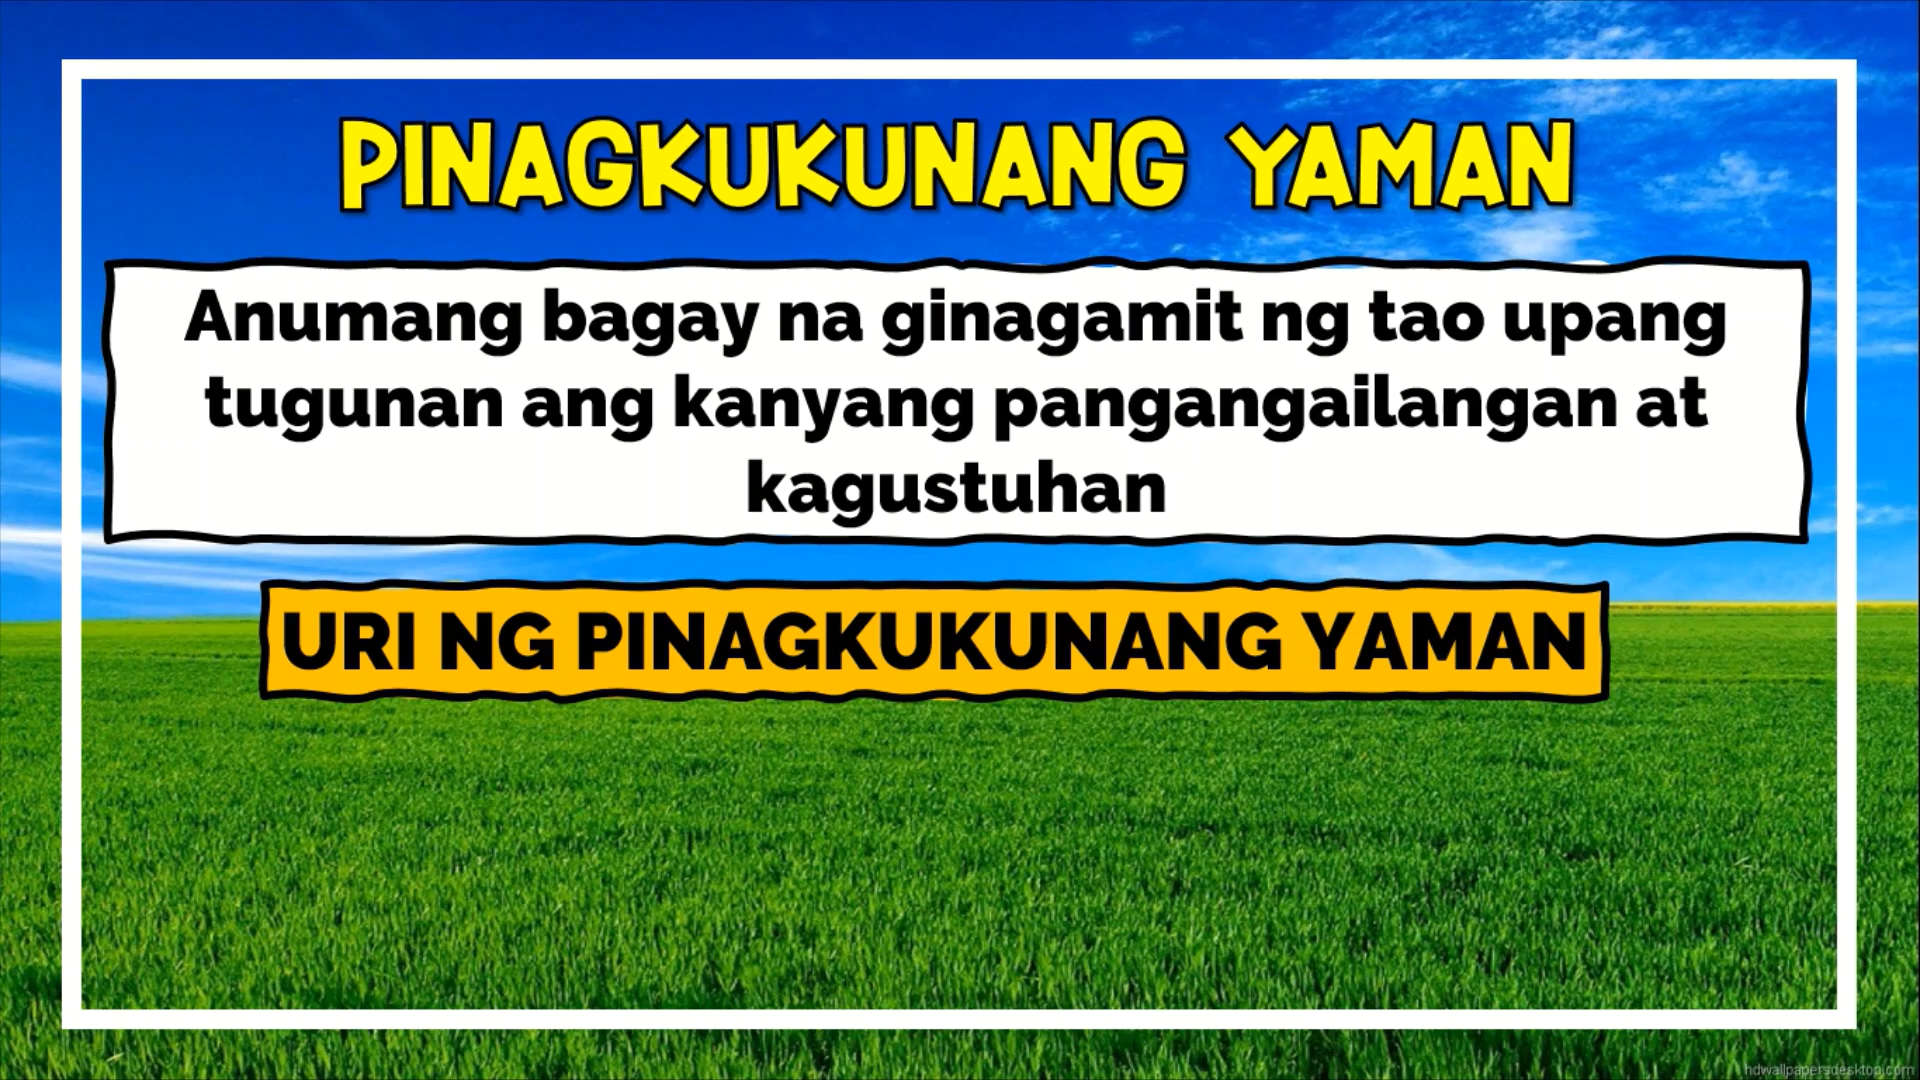 PINAGKUKUNANG YAMAN
Anumang bagay na ginagamit ng tao upang
tugunan ang kanyang pangangailangan at
kagustuhan
URI NG PINAGKUKUNANG YAMAN
hdwallpapersdesktop.com